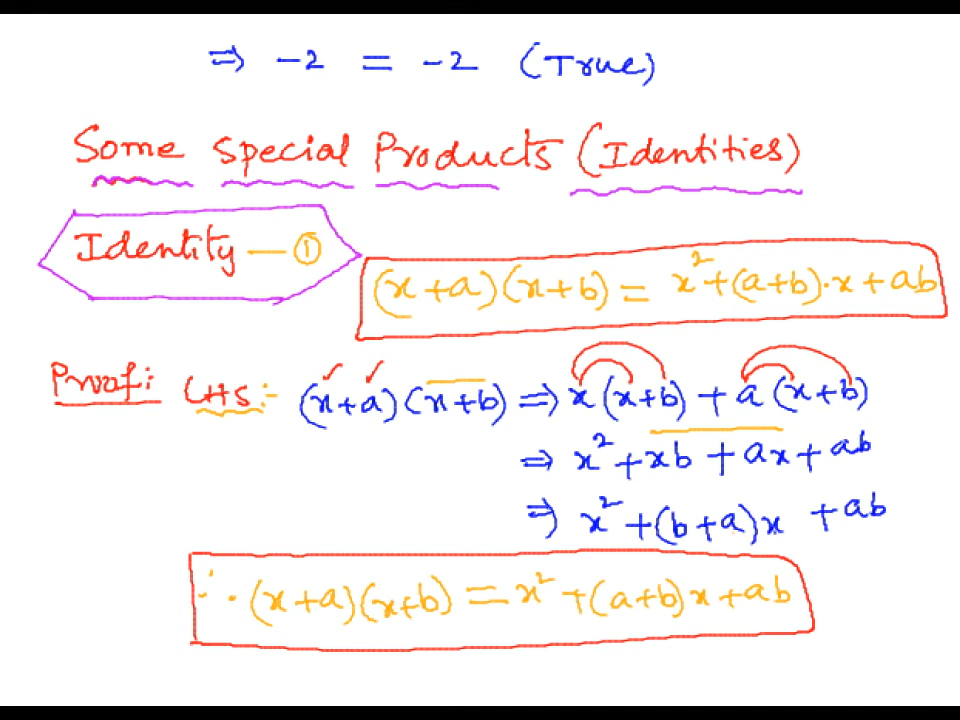 ⇒ -2 = -2 (True)
Some special Products (Identities)
Identity — ①
(x+a)(x+b) = x²+(a+b)·x+ab
Proof: LHS:- (x+a)(x+b) ⇒ x(x+b) + a(x+b)
⇒ x²+xb+ax+ab
⇒ x²+(b+a)x +ab
∴ (x+a)(x+b) = x²+(a+b)x+ab